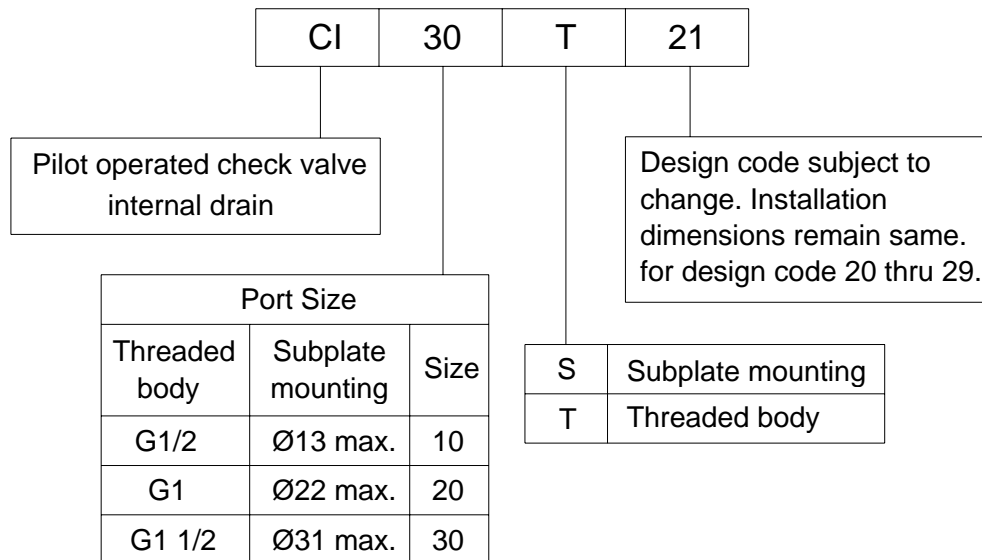 CI 30 T 21
Pilot operated check valve
internal drain
Design code subject to
change. Installation
dimensions remain same.
for design code 20 thru 29.
Port Size
Threaded body Subplate mounting Size
G1/2 Ø13 max. 10
G1 Ø22 max. 20
G1 1/2 Ø31 max. 30
S Subplate mounting
T Threaded body